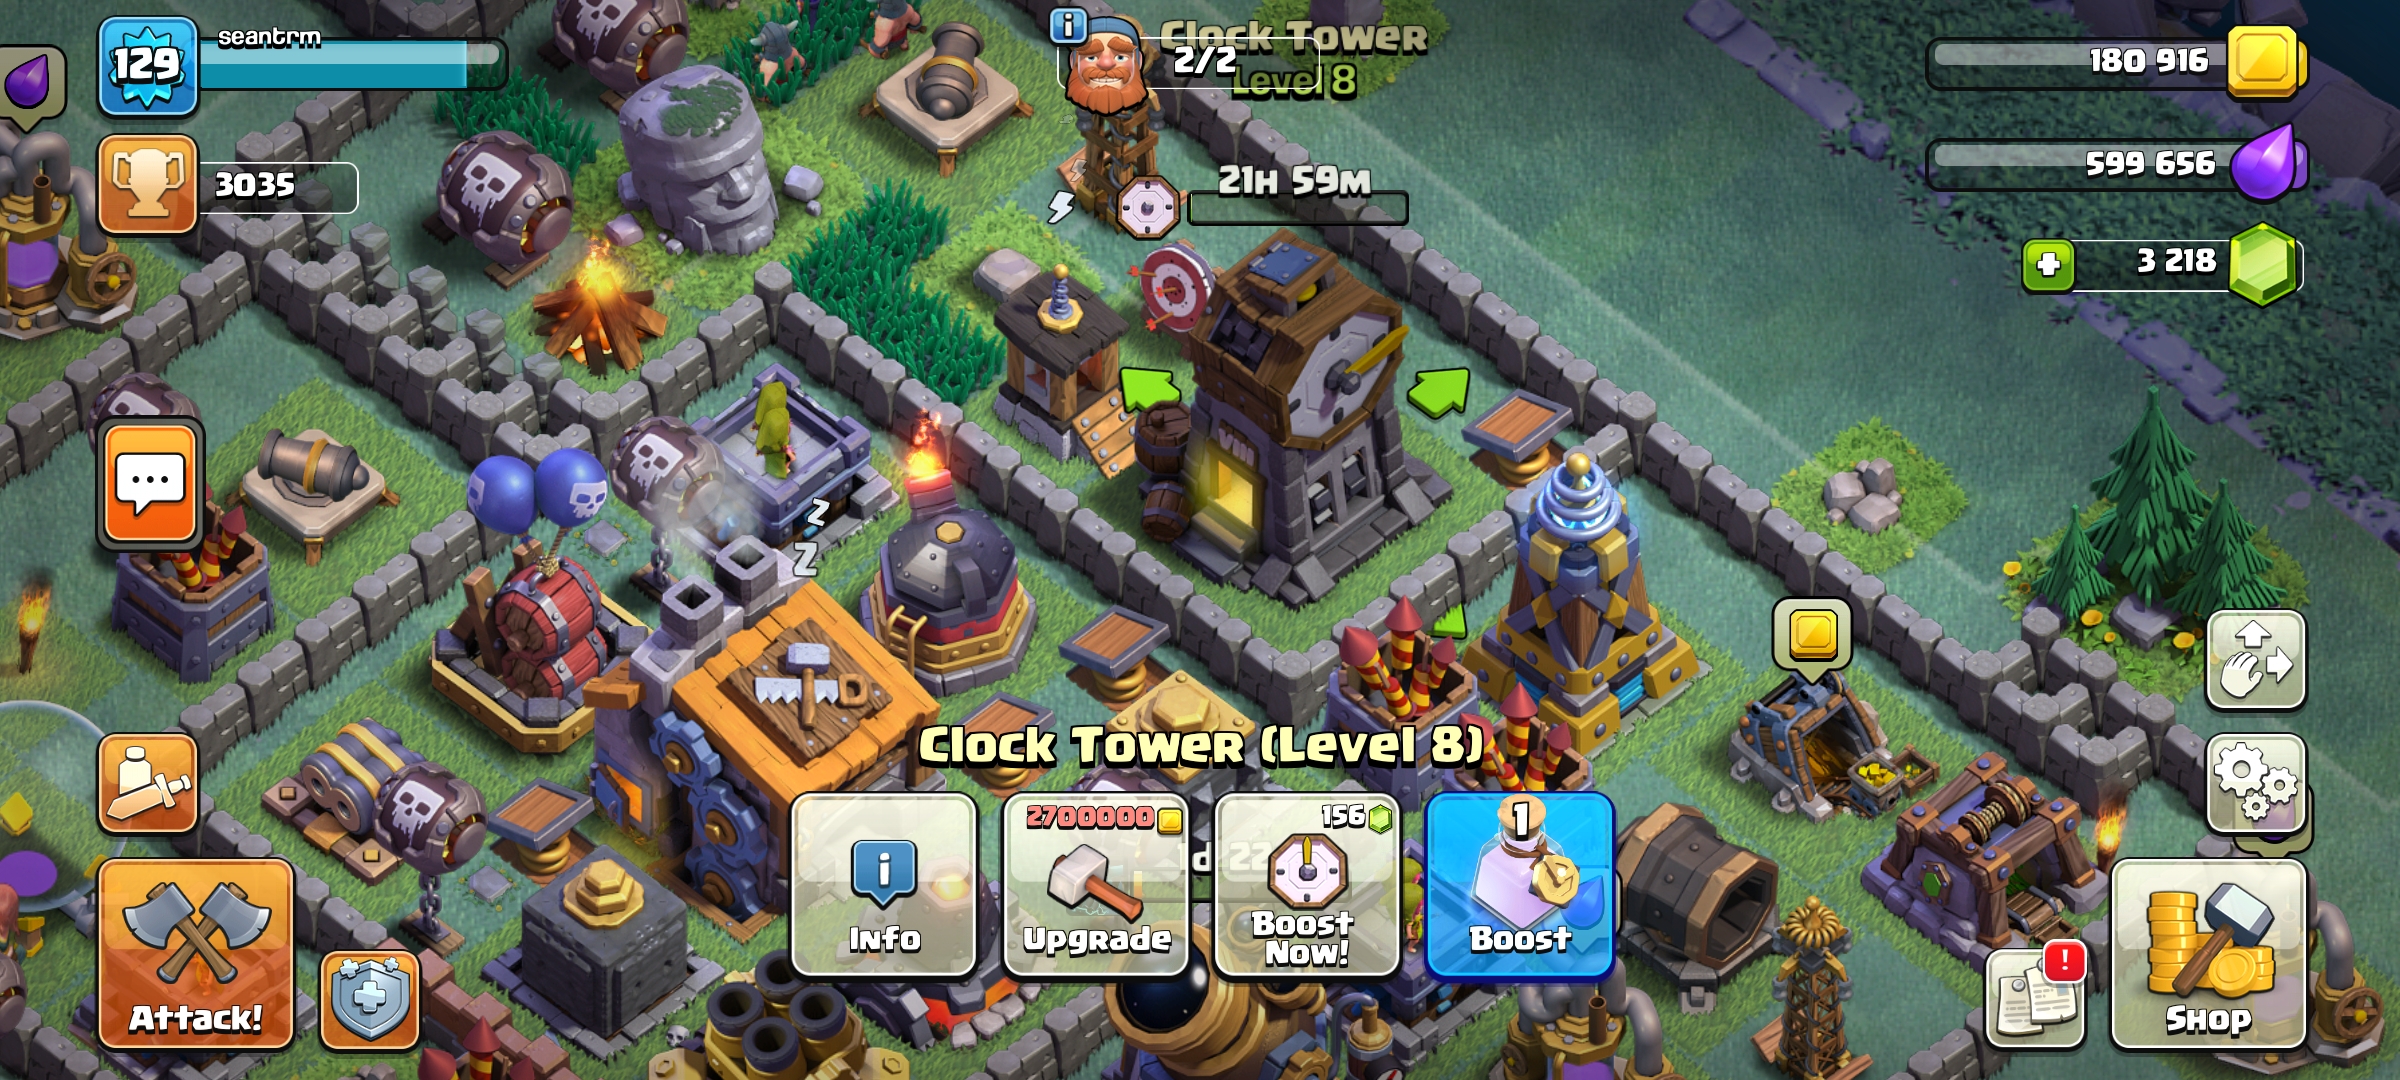 129
seantrm
3035
Clock Tower
Level 8
2/2
21h 59m
180 916
599 656
3 218
VIII
z
Z
Clock Tower (Level 8)
Info
2700000
Upgrade
156
Boost
Now!
1
Boost
Attack!
!
Shop